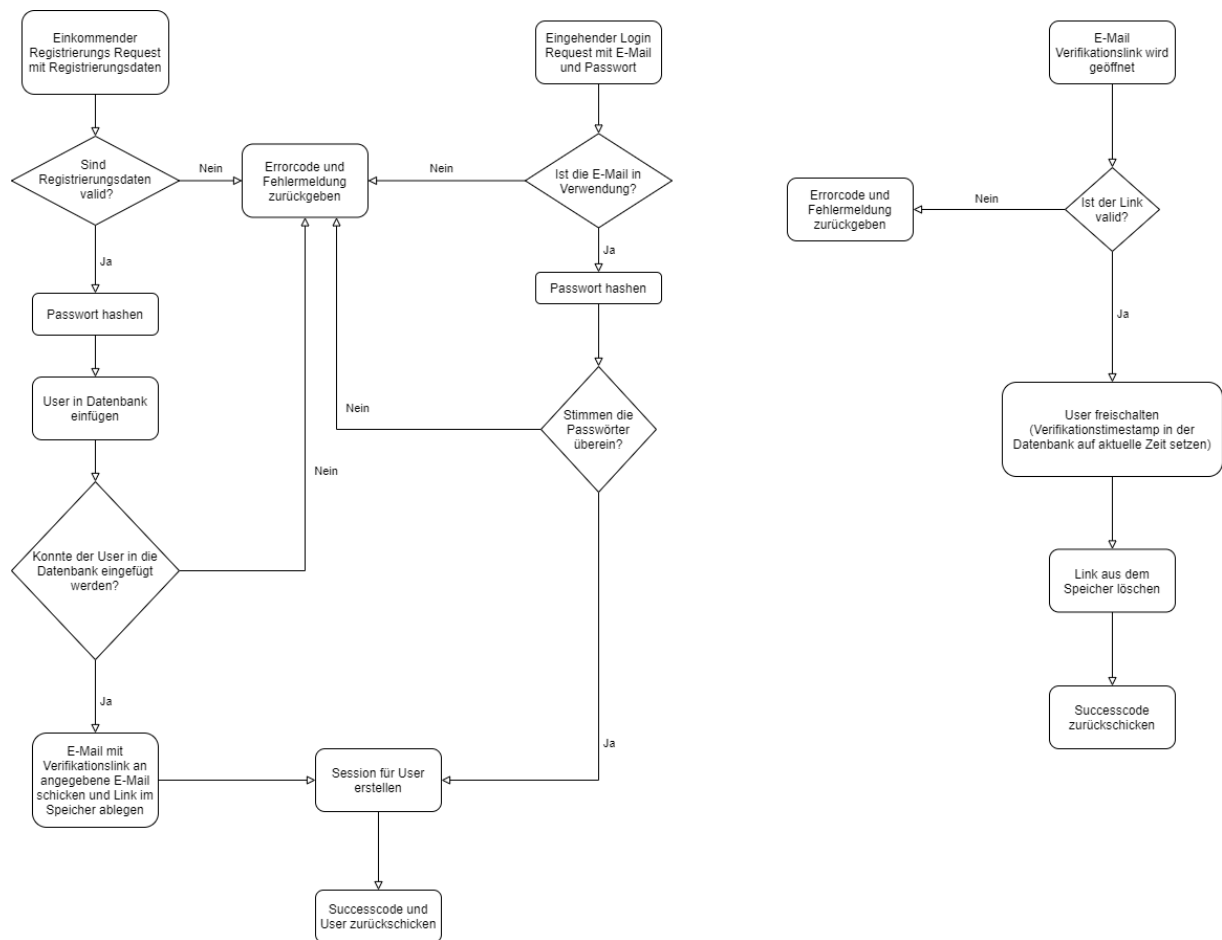 Einkommender
Registrierungs Request
mit Registrierungsdaten
Sind
Registrierungsdaten
valid?
Nein
Ja
Passwort hashen
User in Datenbank
einfügen
Konnte der User in die
Datenbank eingefügt
werden?
Nein
Ja
E-Mail mit
Verifikationslink an
angegebene E-Mail
schicken und Link im
Speicher ablegen
Errorcode und
Fehlermeldung
zurückgeben
Eingehender Login
Request mit E-Mail
und Passwort
Ist die E-Mail in
Verwendung?
Nein
Ja
Passwort hashen
Stimmen die
Passwörter
überein?
Nein
Ja
Session für User
erstellen
Successcode und
User zurückschicken
E-Mail
Verifikationslink wird
geöffnet
Ist der Link
valid?
Nein
Errorcode und
Fehlermeldung
zurückgeben
Ja
User freischalten
(Verifikationstimestamp in der
Datenbank auf aktuelle Zeit setzen)
Link aus dem
Speicher löschen
Successcode
zurückschicken